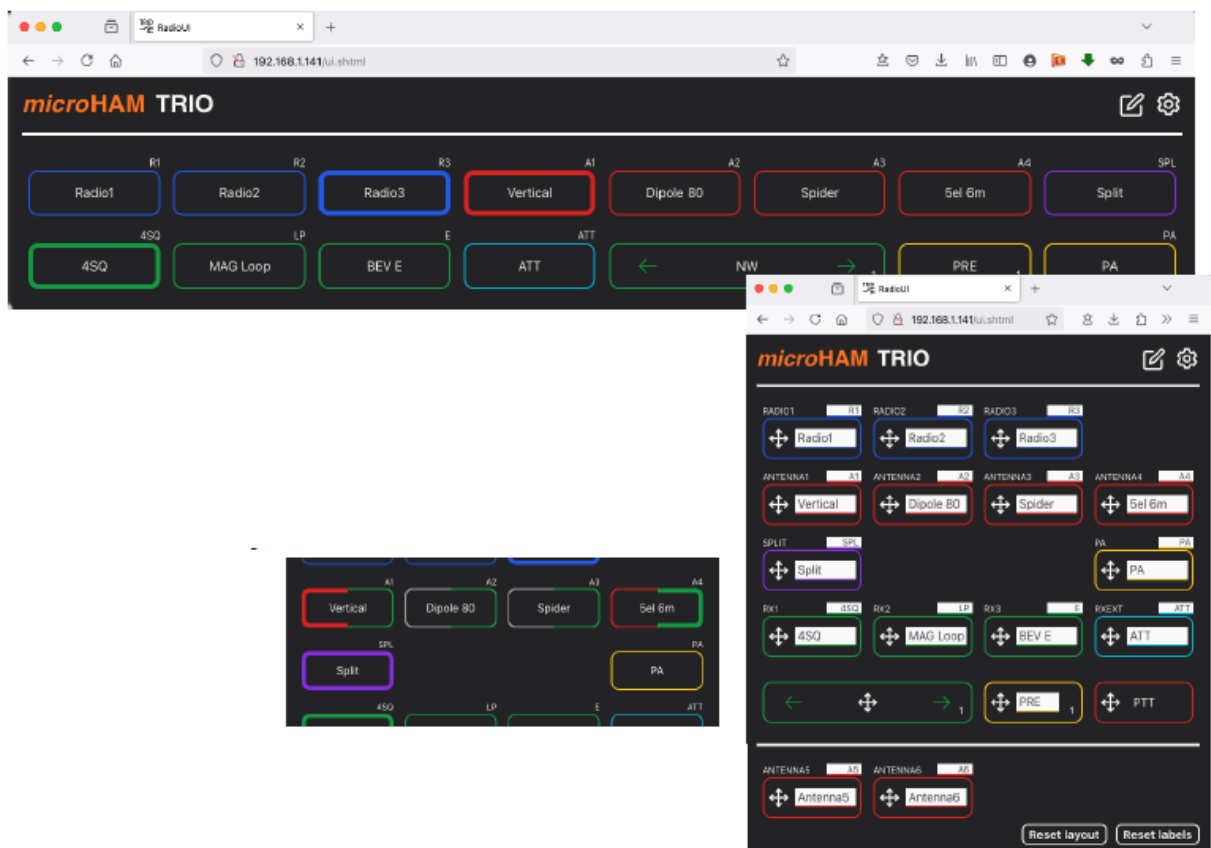 RadioUI
192.168.1.141/ui.shtml
microHAM TRIO
R1 R2 R3 A1 A2 A3 A4 SPL
Radio1 Radio2 Radio3 Vertical Dipole 80 Spider 5el 6m Split
4SQ LP E ATT PA
4SQ MAG Loop BEV E ATT ← NW → 1 PRE 1 PA
RadioUI
192.168.1.141/ui.shtml
microHAM TRIO
RADIO1 R1 RADIO2 R2 RADIO3 R3
Radio1 Radio2 Radio3
ANTENNA1 A1 ANTENNA2 A2 ANTENNA3 A3 ANTENNA4 A4
Vertical Dipole 80 Spider 5el 6m
SPLIT SPL PA PA
Split PA
RX1 4SQ RX2 LP RX3 E RXEXT ATT
4SQ MAG Loop BEV E ATT
← → 1 PRE 1 PTT
ANTENNA5 A5 ANTENNA6 A6
Antenna5 Antenna6
Reset layout Reset labels
-
A1 A2 A3 A4
Vertical Dipole 80 Spider 5el 6m
SPL PA
Split PA
4SQ LP E ATT